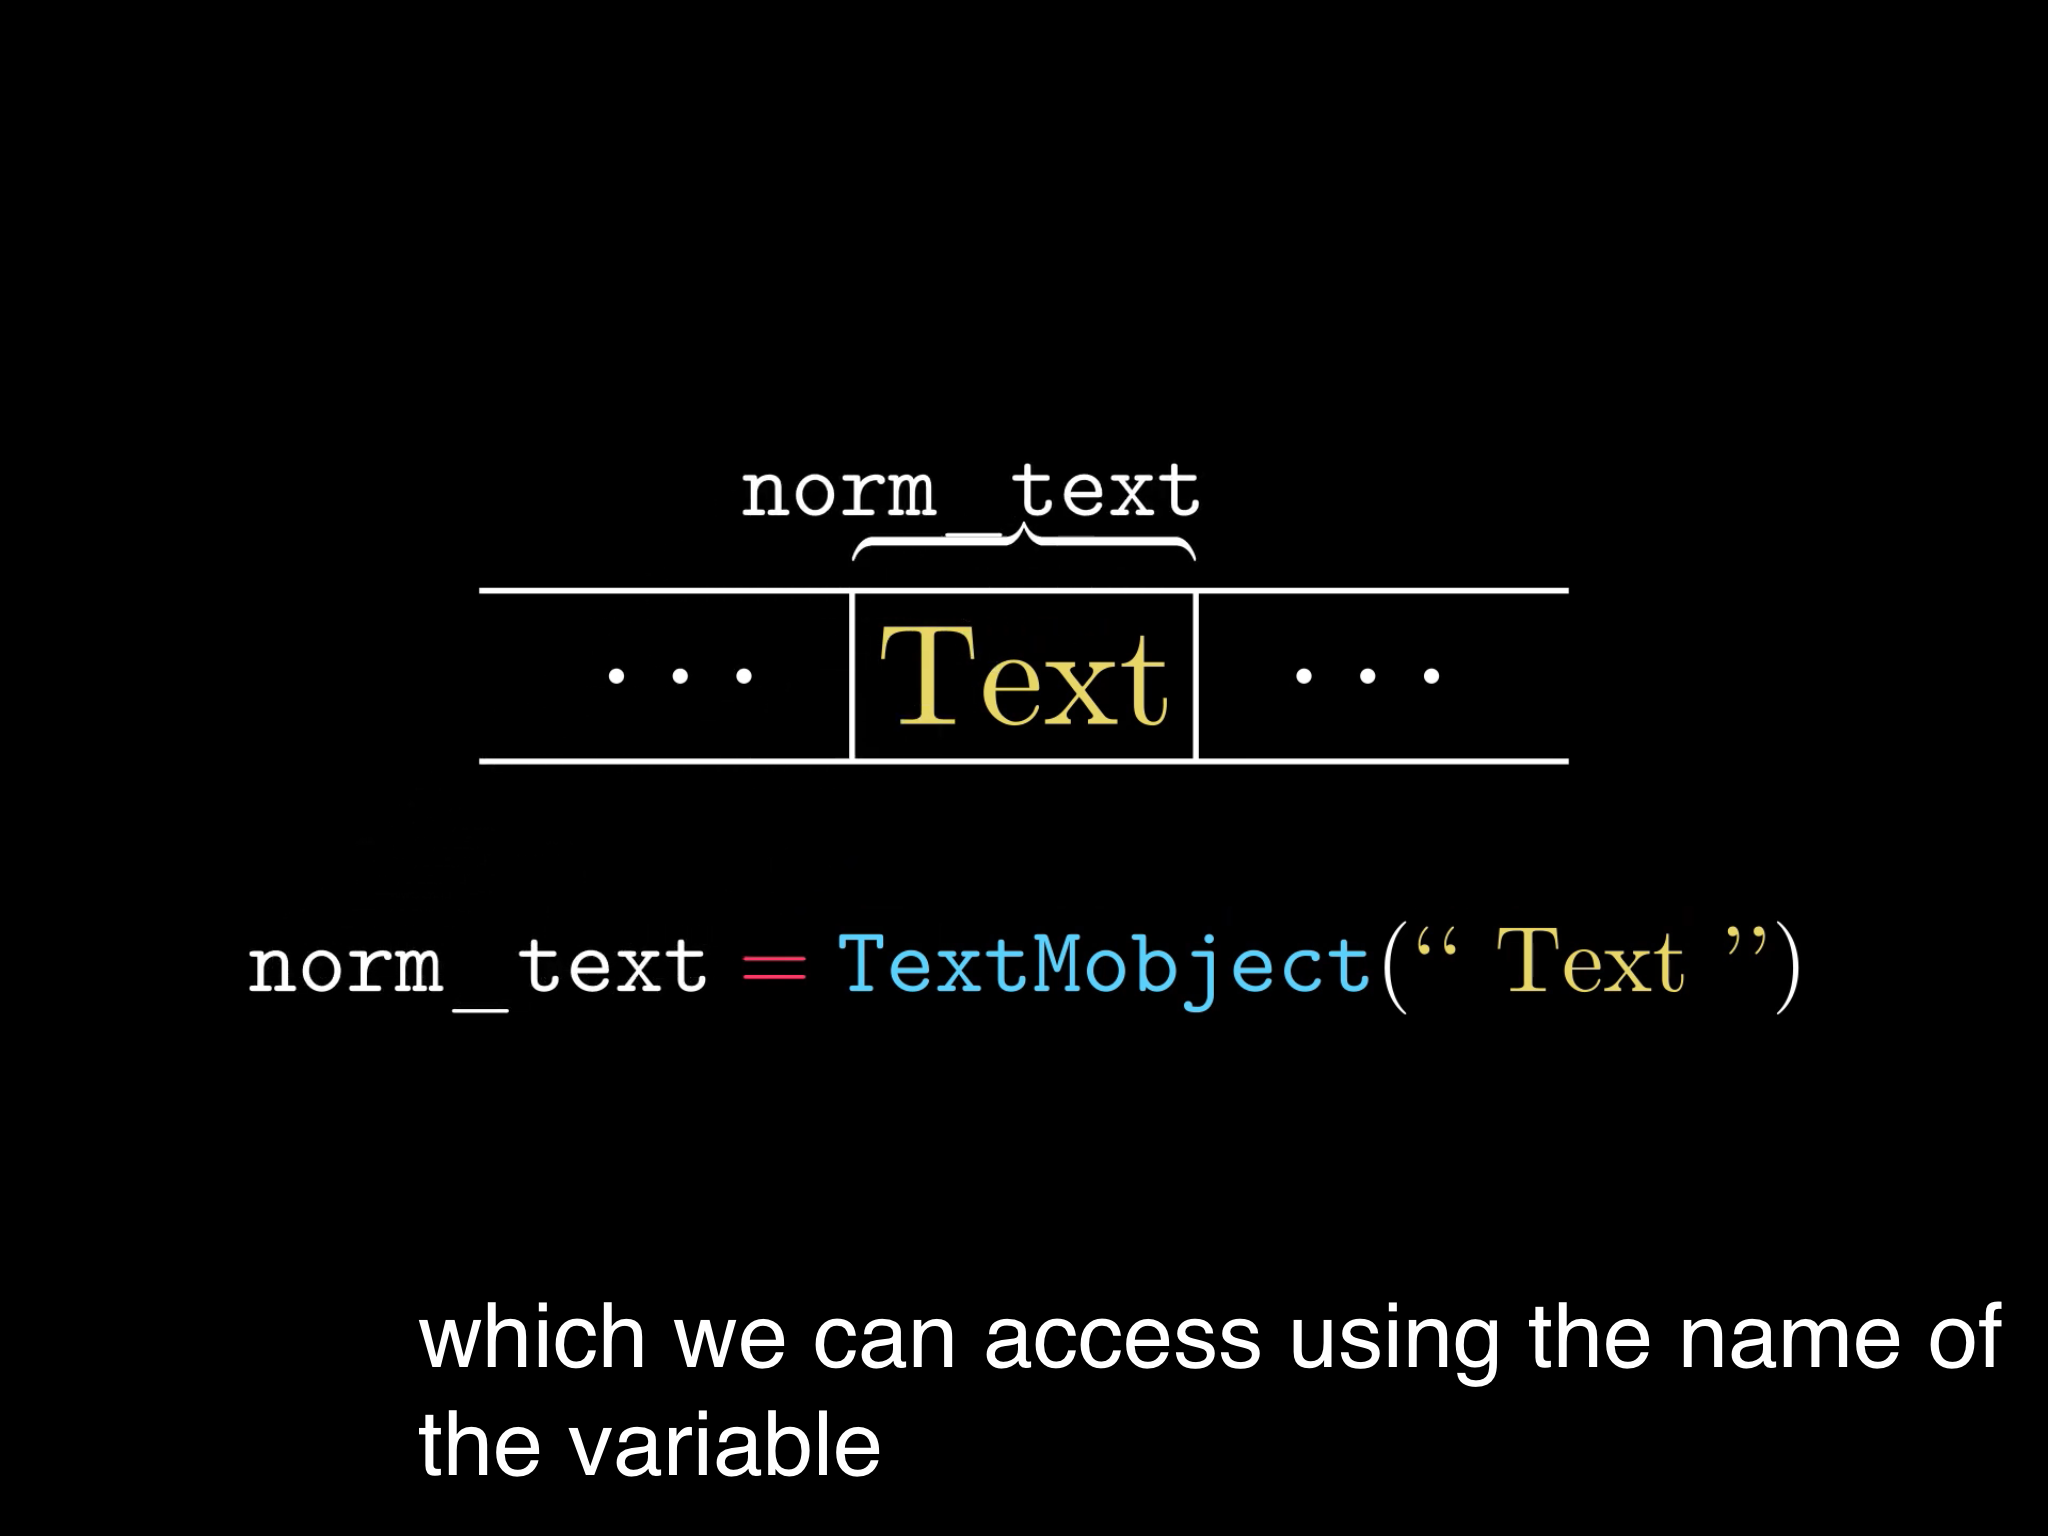 norm_text
... Text ...
norm_text = TextMobject(“ Text ”)
which we can access using the name of
the variable